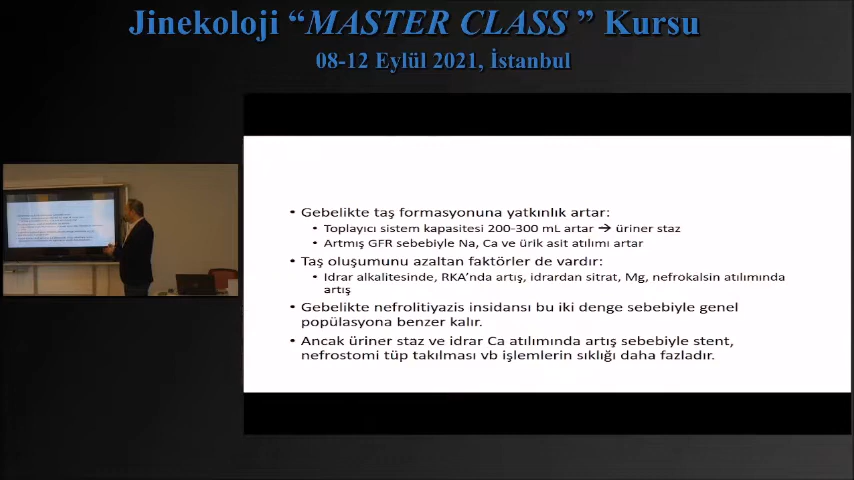 Jinekoloji “MASTER CLASS ” Kursu
08-12 Eylül 2021, İstanbul
• Gebelikte taş formasyonuna yatkınlık artar:
• Toplayıcı sistem kapasitesi 200-300 mL artar → üriner staz
• Artmış GFR sebebiyle Na, Ca ve ürik asit atılımı artar
• Taş oluşumunu azaltan faktörler de vardır:
• Idrar alkalitesinde, RKA’nda artış, idrardan sitrat, Mg, nefrokalsin atılımında
artış
• Gebelikte nefrolitiyazis insidansı bu iki denge sebebiyle genel
popülasyona benzer kalır.
• Ancak üriner staz ve idrar Ca atılımında artış sebebiyle stent,
nefrostomi tüp takılması vb işlemlerin sıklığı daha fazladır.